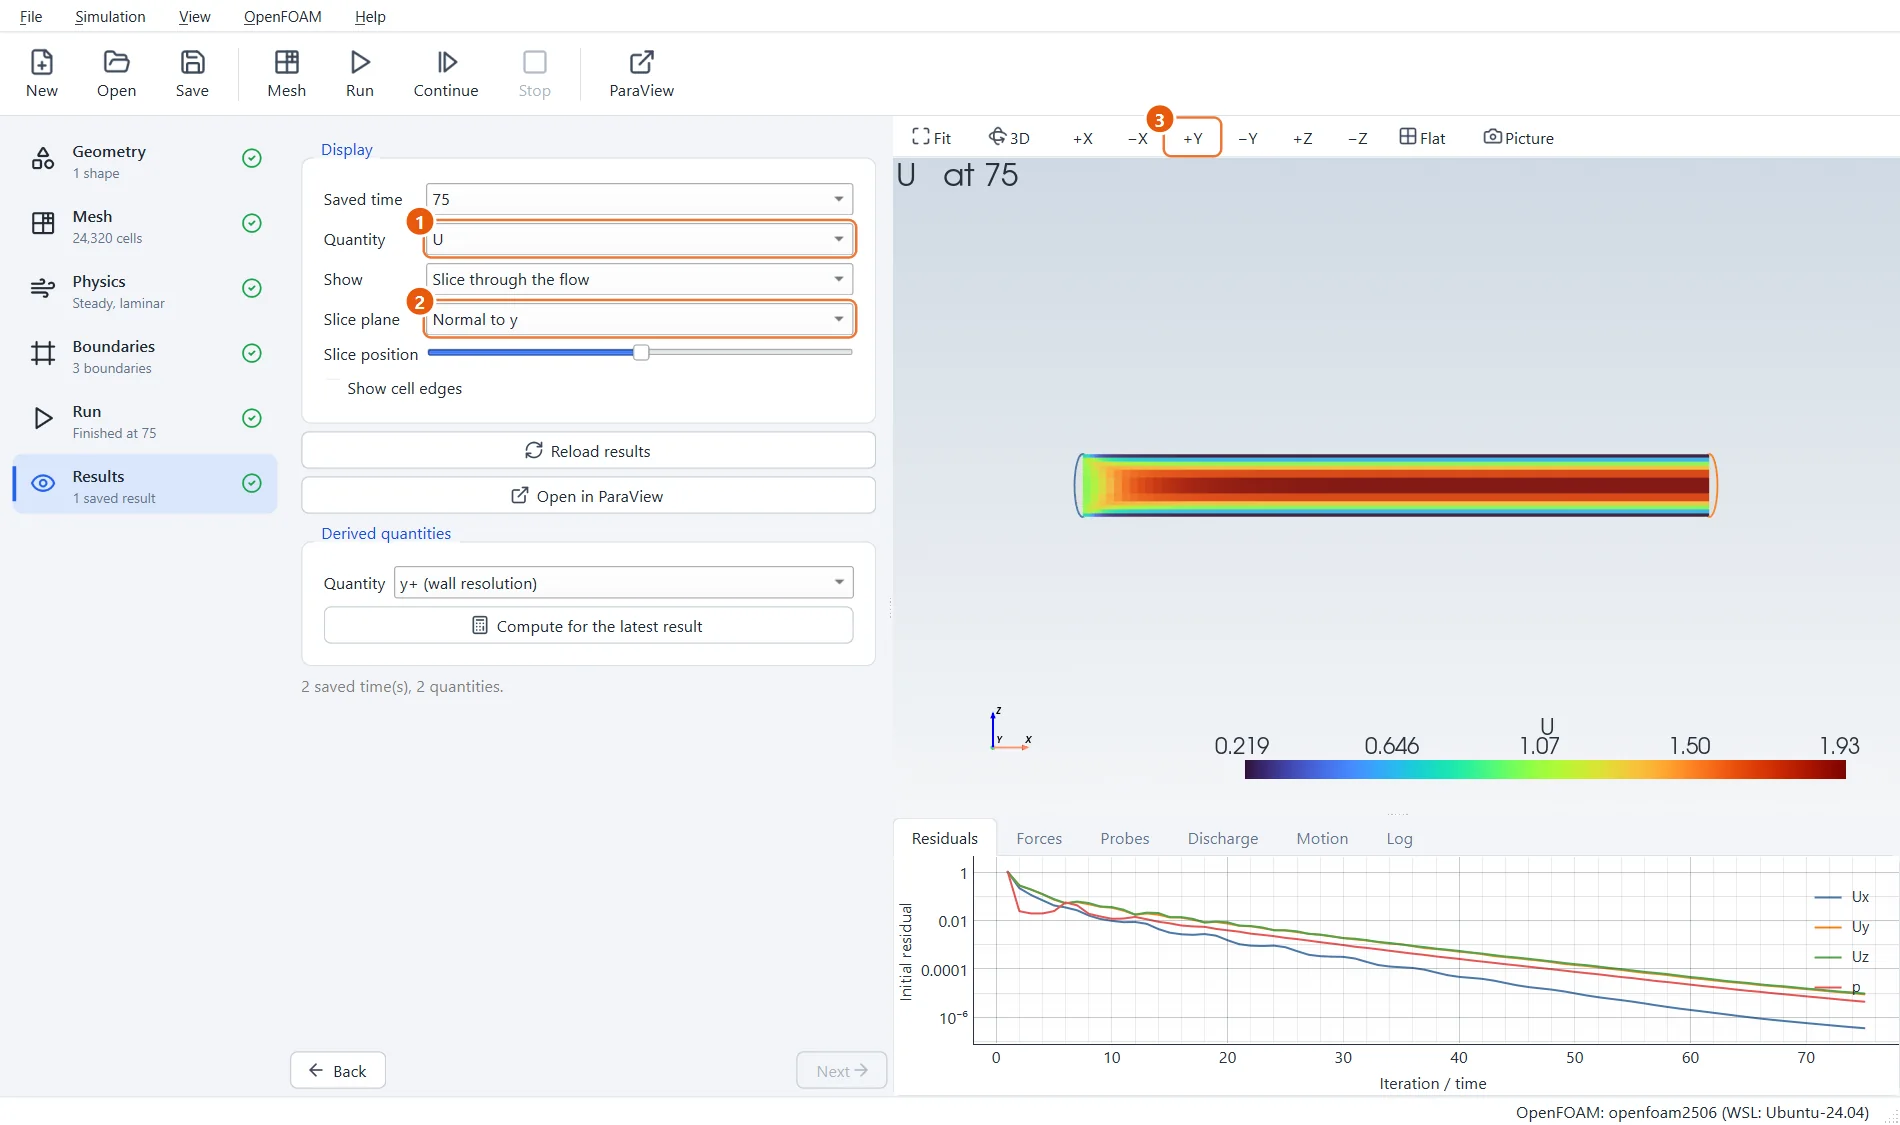 File Simulation View OpenFOAM Help
New Open Save Mesh Run Continue Stop ParaView
Geometry
1 shape
Mesh
24,320 cells
Physics
Steady, laminar
Boundaries
3 boundaries
Run
Finished at 75
Results
1 saved result
Display
Saved time 75
1
Quantity U
Show Slice through the flow
2
Slice plane Normal to y
Slice position
Show cell edges
Reload results
Open in ParaView
Derived quantities
Quantity y+ (wall resolution)
Compute for the latest result
2 saved time(s), 2 quantities.
Back Next
3
Fit 3D +X −X +Y −Y +Z −Z Flat Picture
U at 75
Z
Y X
U
0.219 0.646 1.07 1.50 1.93
Residuals Forces Probes Discharge Motion Log
1
0.01
0.0001
10⁻⁶
Initial residual
Ux
Uy
Uz
p
0 10 20 30 40 50 60 70
Iteration / time
OpenFOAM: openfoam2506 (WSL: Ubuntu-24.04)